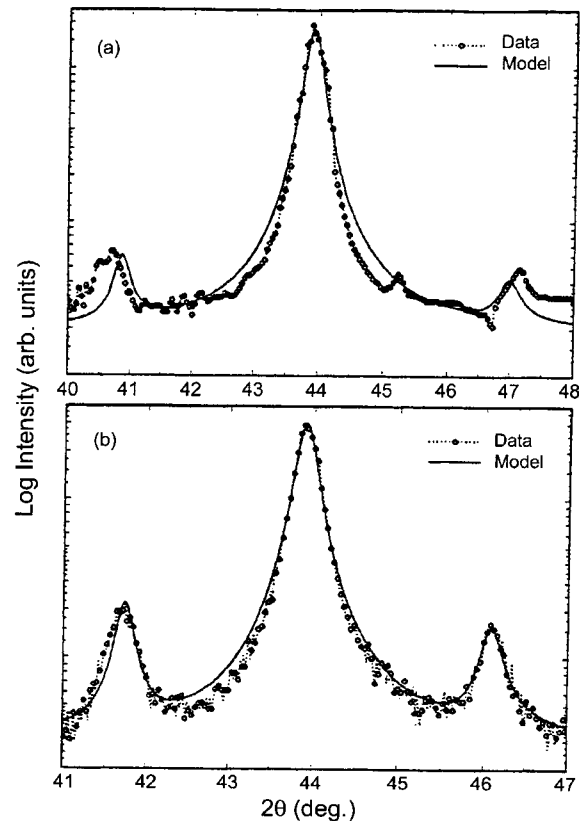 (a)
Data
Model
40 41 42 43 44 45 46 47 48
Log Intensity (arb. units)
(b)
Data
Model
41 42 43 44 45 46 47
2θ (deg.)